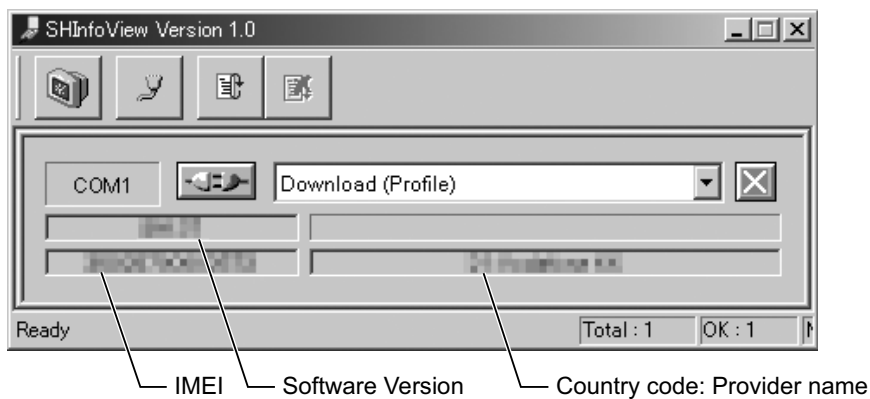 SHInfoView Version 1.0
COM1
Download (Profile)
Ready
Total : 1
OK : 1
IMEI
Software Version
Country code: Provider name